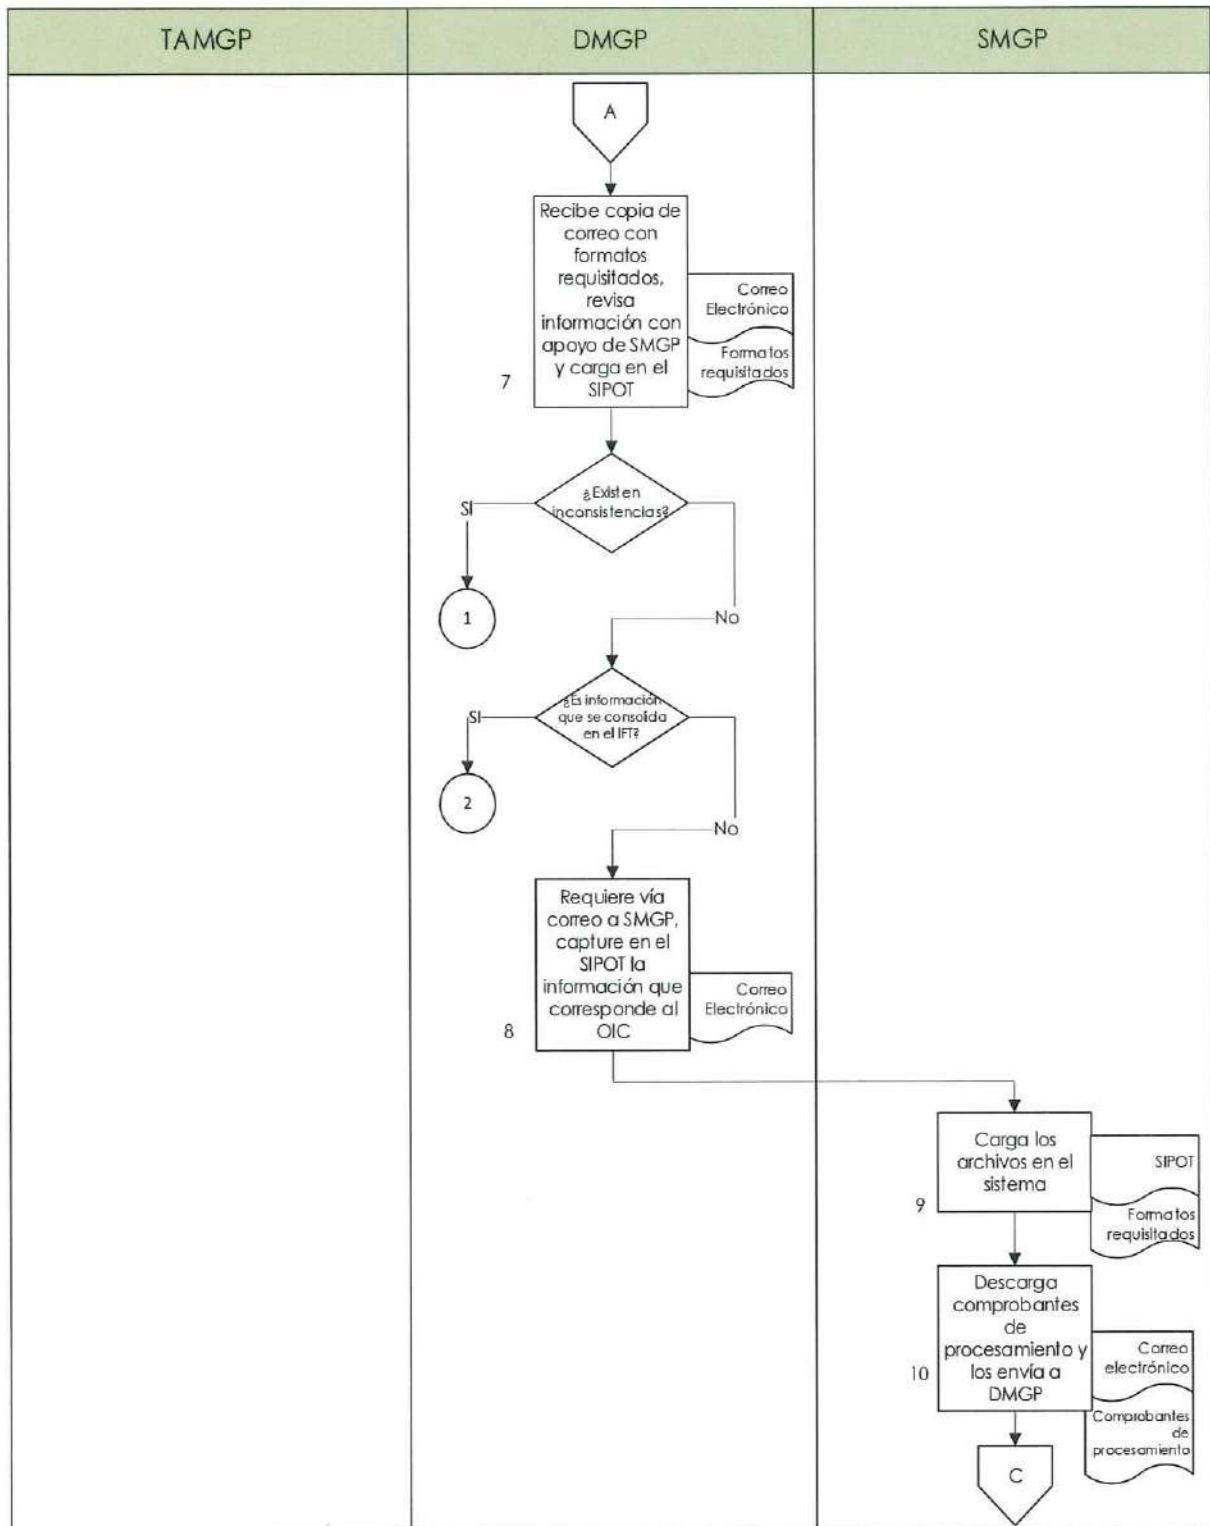 TAMGP
DMGP
SMGP
A
Recibe copia de
correo con
formatos
requisitados,
revisa
información con
apoyo de SMGP
y carga en el
SIPOT
7
Correo
Electrónico
Formatos
requisitados
¿Existen
inconsistencias?
SI
1
No
¿Es información
que se consolida
en el IFT?
SI
2
No
Requiere vía
correo a SMGP,
capture en el
SIPOT la
información que
corresponde al
OIC
8
Correo
Electrónico
Carga los
archivos en el
sistema
9
SIPOT
Formatos
requisitados
Descarga
comprobantes
de
procesamiento y
los envía a
DMGP
10
Correo
electrónico
Comprobantes
de
procesamiento
C